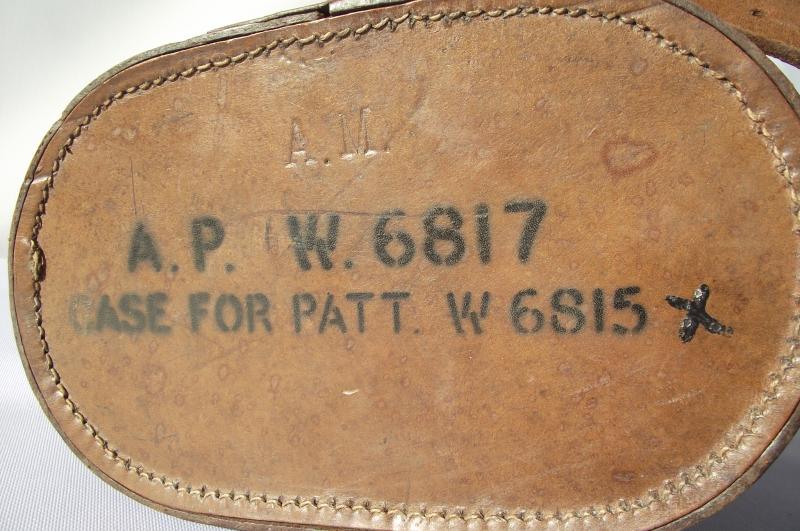 A.M.
A.P. W. 6817
CASE FOR PATT. W 6815 X